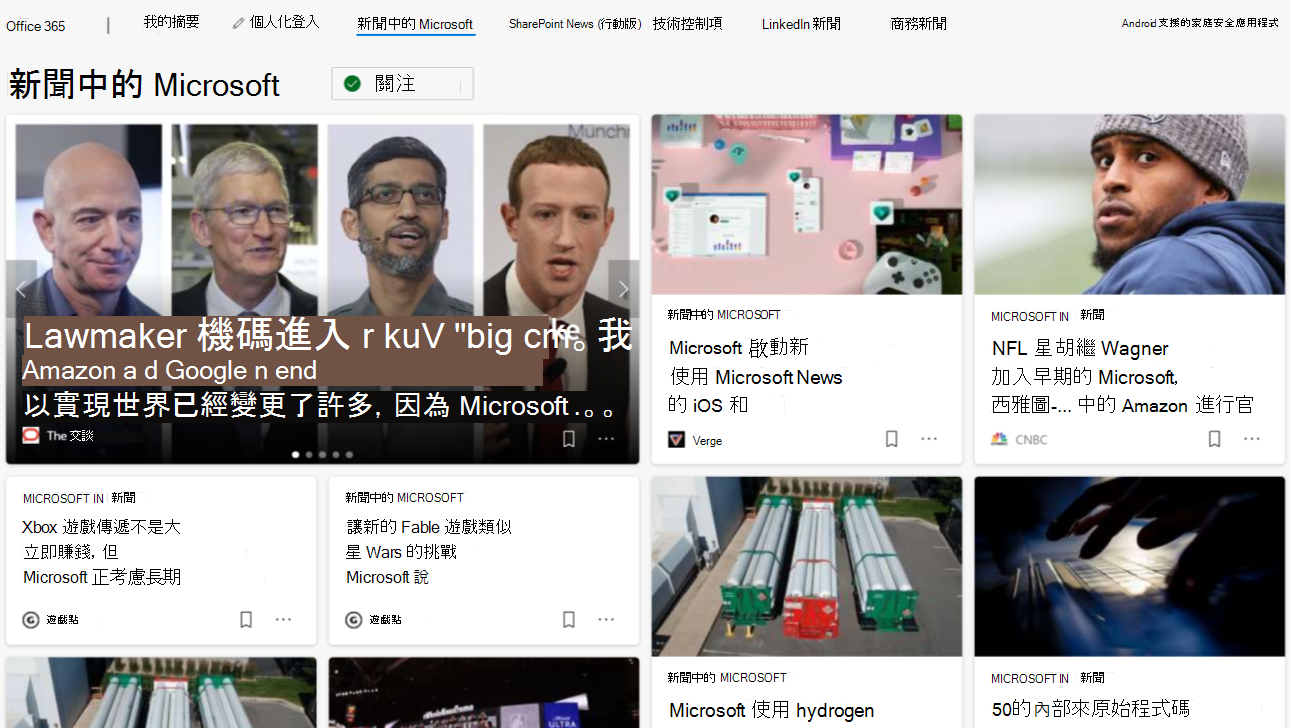 Office 365 | 我的摘要 個人化登入 新聞中的 Microsoft SharePoint News (行動版) 技術控制項 LinkedIn 新聞 商務新聞 Android支援的家庭安全應用程式
新聞中的 Microsoft
關注
Munch
Lawmaker 機碼進入 r kuV "big cm。我
Amazon a d Google n end
以實現世界已經變更了許多, 因為 Microsoft .。。
The 交談
新聞中的 MICROSOFT
Microsoft 啟動新
使用 Microsoft News
的 iOS 和
Verge
MICROSOFT IN 新聞
NFL 星胡繼 Wagner
加入早期的 Microsoft,
西雅圖-... 中的 Amazon 進行官
CNBC
MICROSOFT IN 新聞
Xbox 遊戲傳遞不是大
立即賺錢, 但
Microsoft 正考慮長期
遊戲點
新聞中的 MICROSOFT
讓新的 Fable 遊戲類似
星 Wars 的挑戰
Microsoft 說
遊戲點
新聞中的 MICROSOFT
Microsoft 使用 hydrogen
MICROSOFT IN 新聞
50的內部來原始程式碼
ULTRA